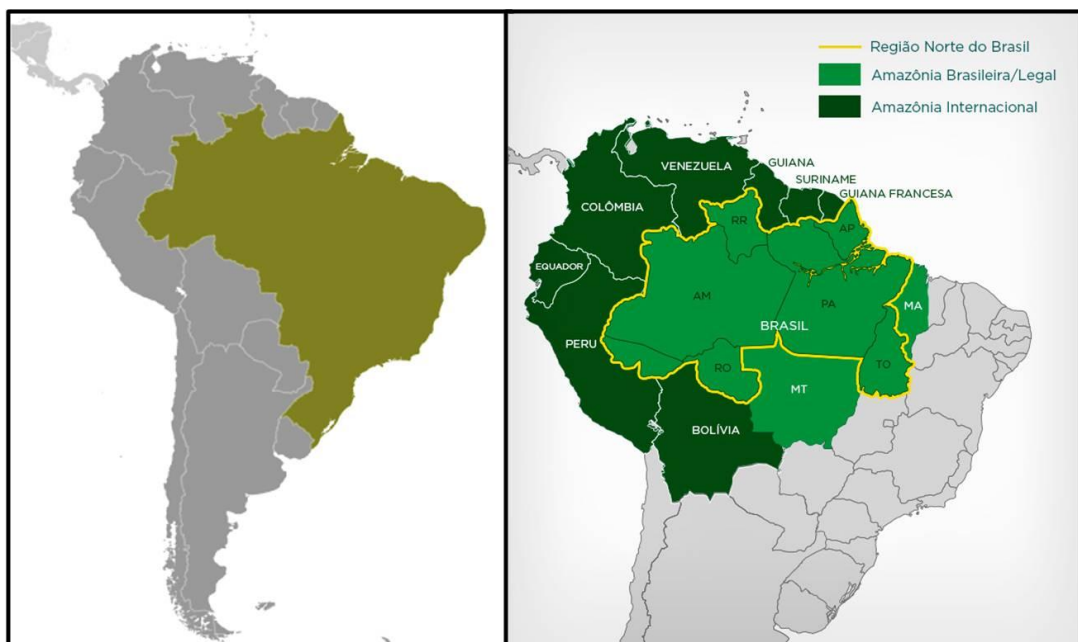 Região Norte do Brasil
Amazônia Brasileira/Legal
Amazônia Internacional
VENEZUELA
GUIANA
SURINAME
GUIANA FRANCESA
COLÔMBIA
RR
AP
EQUADOR
AM
PA
MA
BRASIL
PERU
RO
TO
MT
BOLÍVIA